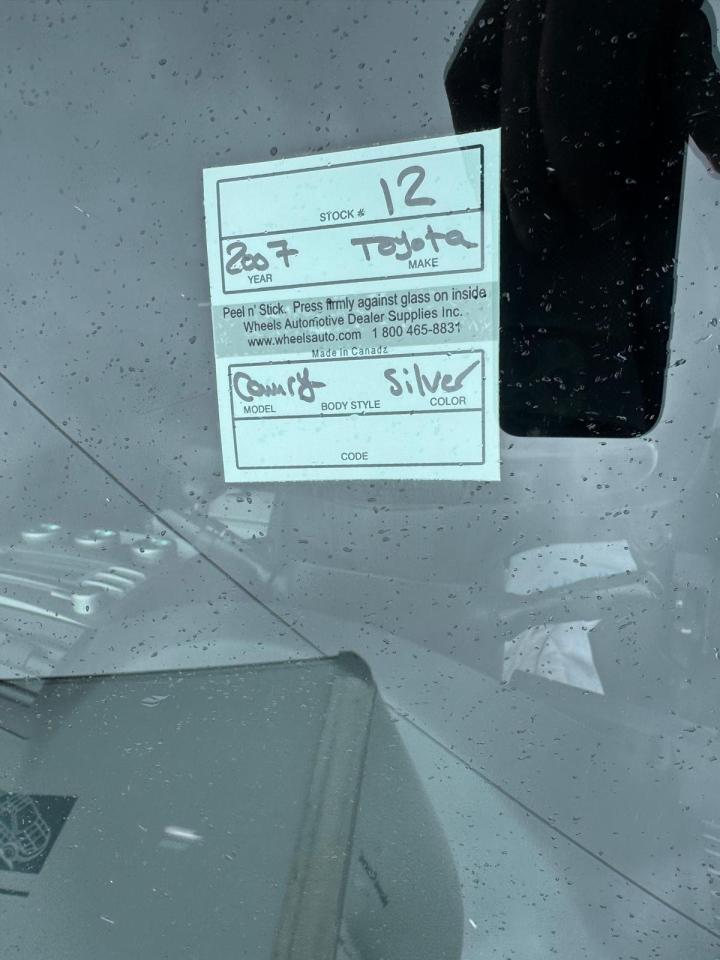 12
STOCK #
2007 Toyota
YEAR MAKE
Peel n' Stick. Press firmly against glass on inside
Wheels Automotive Dealer Supplies Inc.
www.wheelsauto.com 1 800 465-8831
Made in Canada
Camry Silver
MODEL BODY STYLE COLOR
CODE